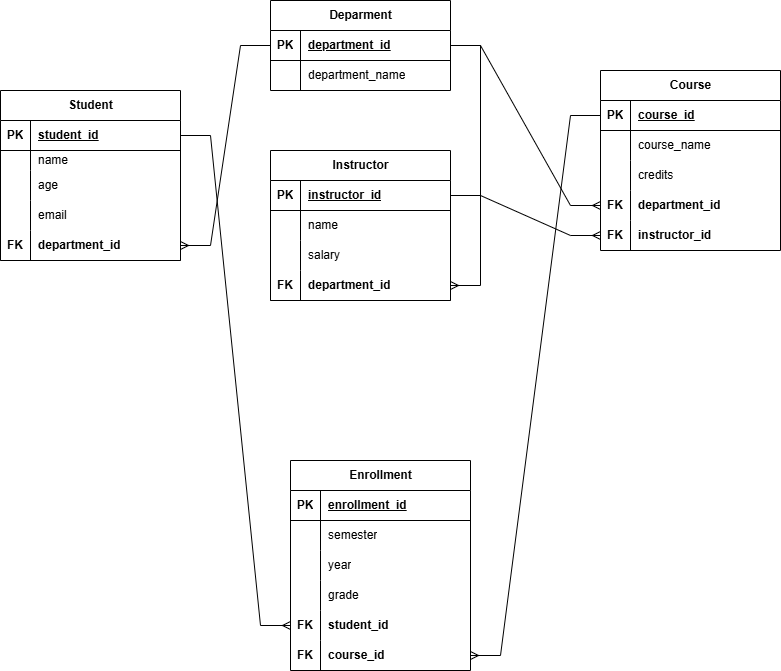 Deparment
PK department_id
department_name
Student
PK student_id
name
age
email
FK department_id
Instructor
PK instructor_id
name
salary
FK department_id
Course
PK course_id
course_name
credits
FK department_id
FK instructor_id
Enrollment
PK enrollment_id
semester
year
grade
FK student_id
FK course_id